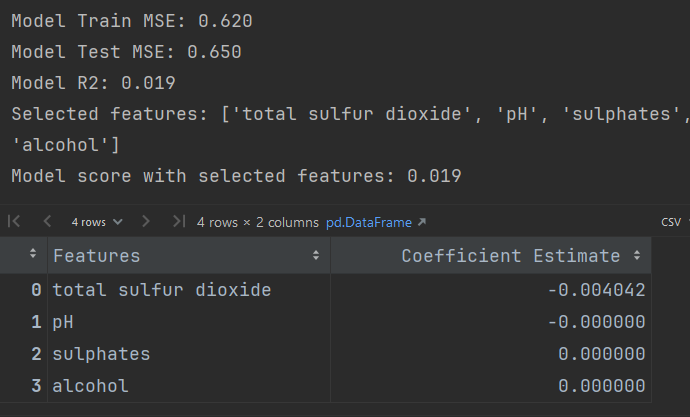 Model Train MSE: 0.620
Model Test MSE: 0.650
Model R2: 0.019
Selected features: ['total sulfur dioxide', 'pH', 'sulphates',
'alcohol']
Model score with selected features: 0.019
4 rows 4 rows × 2 columns pd.DataFrame CSV
Features Coefficient Estimate
0 total sulfur dioxide -0.004042
1 pH -0.000000
2 sulphates 0.000000
3 alcohol 0.000000